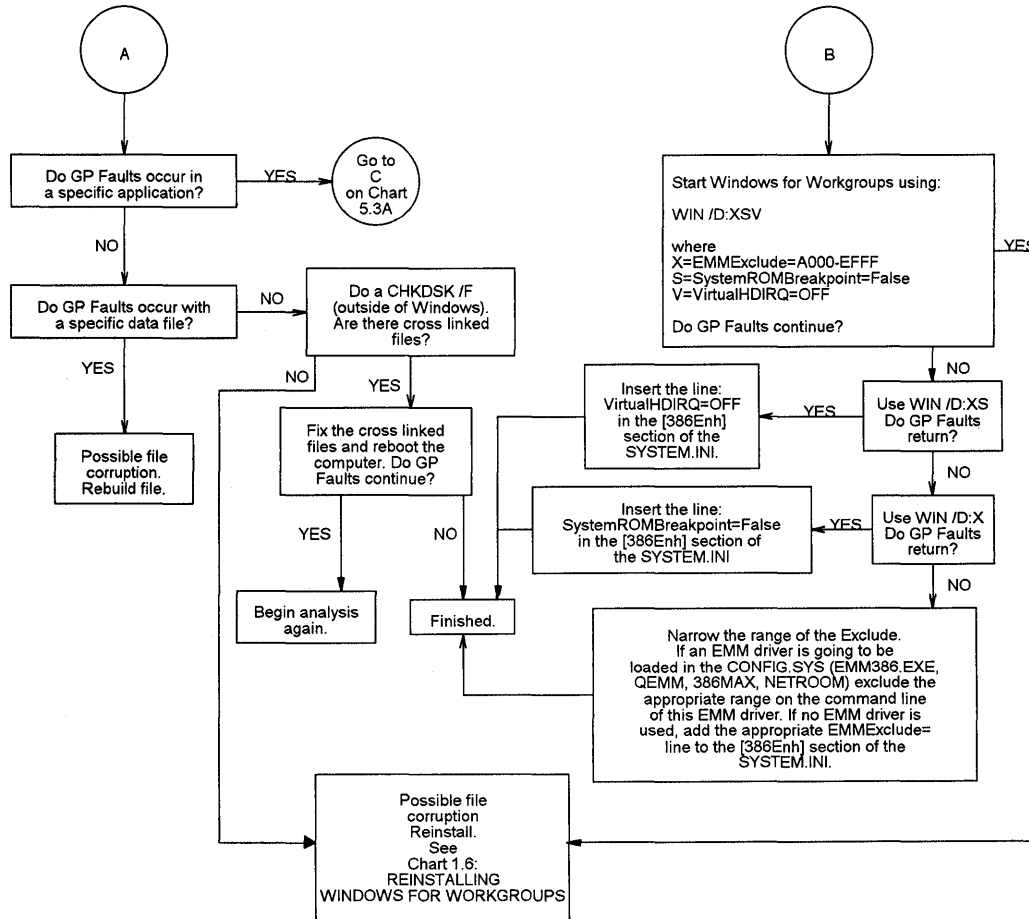 A
Do GP Faults occur in
a specific application?
YES
Go to
C
on Chart
5.3A
NO
Do GP Faults occur with
a specific data file?
NO
Do a CHKDSK /F
(outside of Windows).
Are there cross linked
files?
YES
NO
YES
Possible file
corruption.
Rebuild file.
Fix the cross linked
files and reboot the
computer. Do GP
Faults continue?
YES
NO
Begin analysis
again.
Finished.
B
Start Windows for Workgroups using:
WIN /D:XSV
where
X=EMMExclude=A000-EFFF
S=SystemROMBreakpoint=False
V=VirtualHDIRQ=OFF
Do GP Faults continue?
YES
NO
Use WIN /D:XS
Do GP Faults
return?
YES
Insert the line:
VirtualHDIRQ=OFF
in the [386Enh]
section of the
SYSTEM.INI.
NO
Use WIN /D:X
Do GP Faults
return?
YES
Insert the line:
SystemROMBreakpoint=False
in the [386Enh] section of
the SYSTEM.INI
NO
Narrow the range of the Exclude.
If an EMM driver is going to be
loaded in the CONFIG.SYS (EMM386.EXE,
QEMM, 386MAX, NETROOM) exclude the
appropriate range on the command line
of this EMM driver. If no EMM driver is
used, add the appropriate EMMExclude=
line to the [386Enh] section of the
SYSTEM.INI.
Possible file
corruption
Reinstall.
See
Chart 1.6:
REINSTALLING
WINDOWS FOR WORKGROUPS